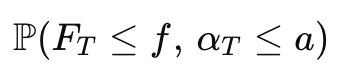 ℙ(F_T ≤ f, α_T ≤ a)